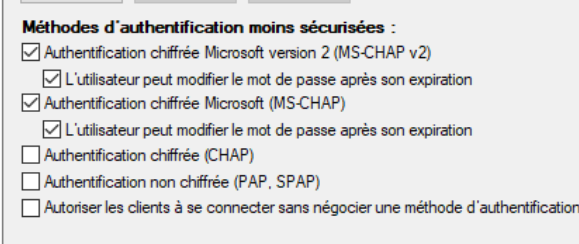 Méthodes d'authentification moins sécurisées :
Authentification chiffrée Microsoft version 2 (MS-CHAP v2)
L'utilisateur peut modifier le mot de passe après son expiration
Authentification chiffrée Microsoft (MS-CHAP)
L'utilisateur peut modifier le mot de passe après son expiration
Authentification chiffrée (CHAP)
Authentification non chiffrée (PAP, SPAP)
Autoriser les clients à se connecter sans négocier une méthode d'authentification